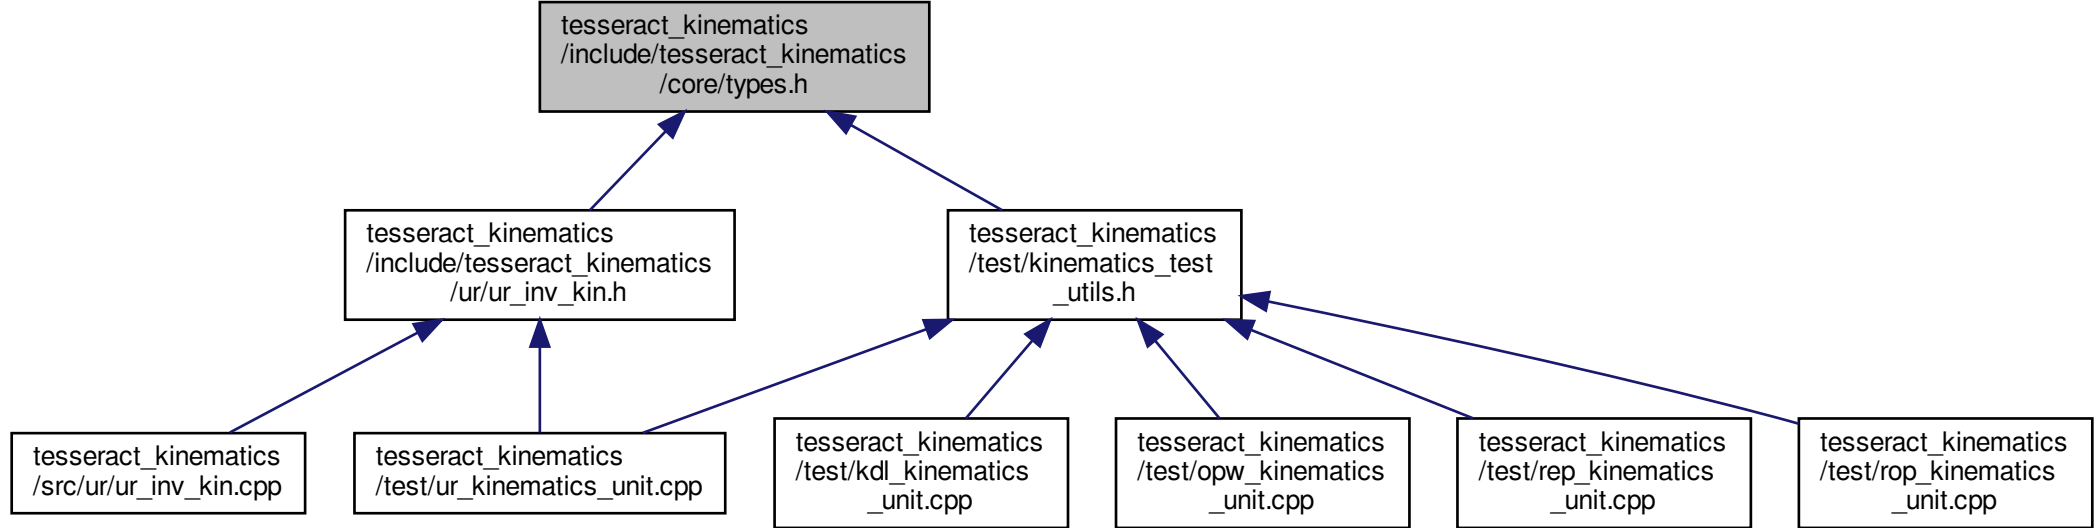 tesseract_kinematics
/include/tesseract_kinematics
/core/types.h
tesseract_kinematics
/include/tesseract_kinematics
/ur/ur_inv_kin.h
tesseract_kinematics
/test/kinematics_test
_utils.h
tesseract_kinematics
/src/ur/ur_inv_kin.cpp
tesseract_kinematics
/test/ur_kinematics_unit.cpp
tesseract_kinematics
/test/kdl_kinematics
_unit.cpp
tesseract_kinematics
/test/opw_kinematics
_unit.cpp
tesseract_kinematics
/test/rep_kinematics
_unit.cpp
tesseract_kinematics
/test/rop_kinematics
_unit.cpp